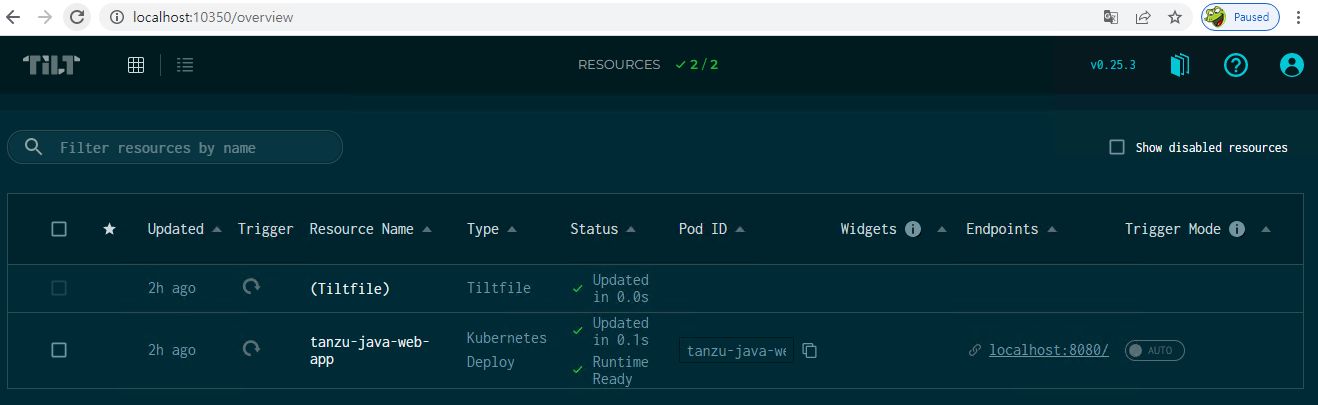 localhost:10350/overview
Paused
TiLT
RESOURCES 2 / 2
v0.25.3
Filter resources by name
Show disabled resources
Updated Trigger Resource Name Type Status Pod ID Widgets Endpoints Trigger Mode
2h ago (Tiltfile) Tiltfile Updated
in 0.0s
2h ago tanzu-java-web-
app
Kubernetes
Deploy
Updated
in 0.1s
Runtime
Ready
tanzu-java-we
localhost:8080/
AUTO